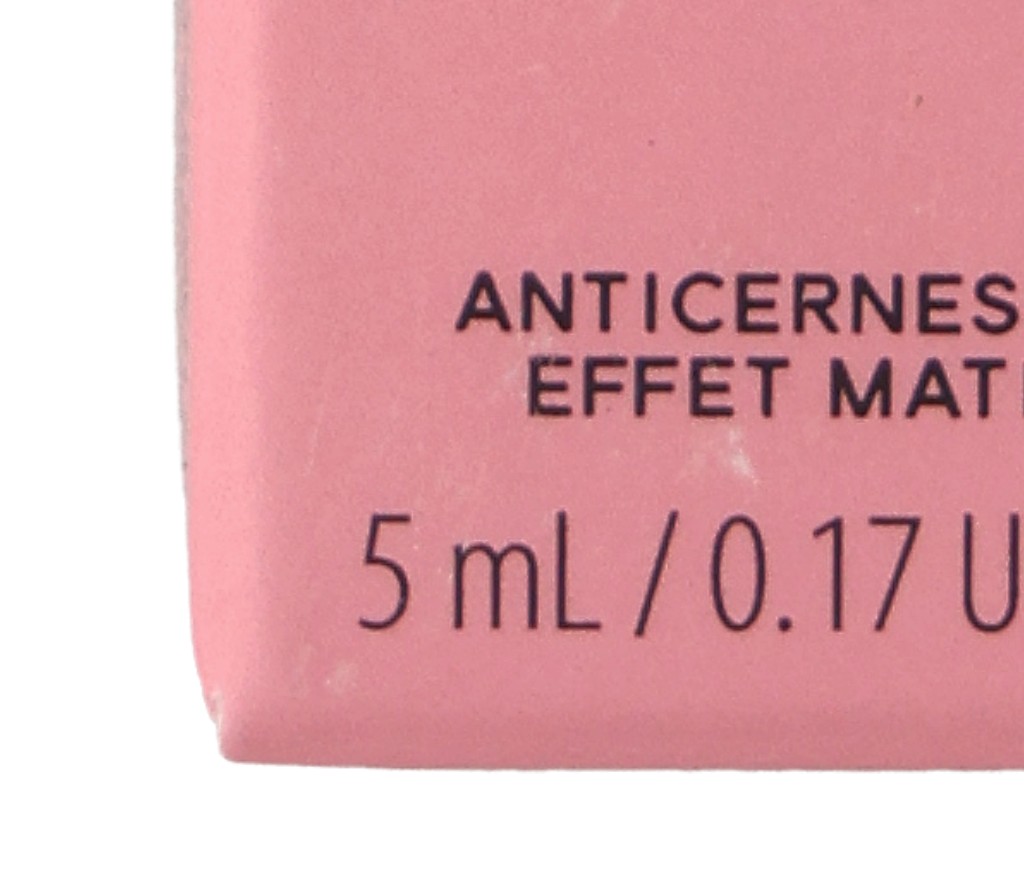 ANTICERNES
EFFET MAT
5 mL / 0.17 U